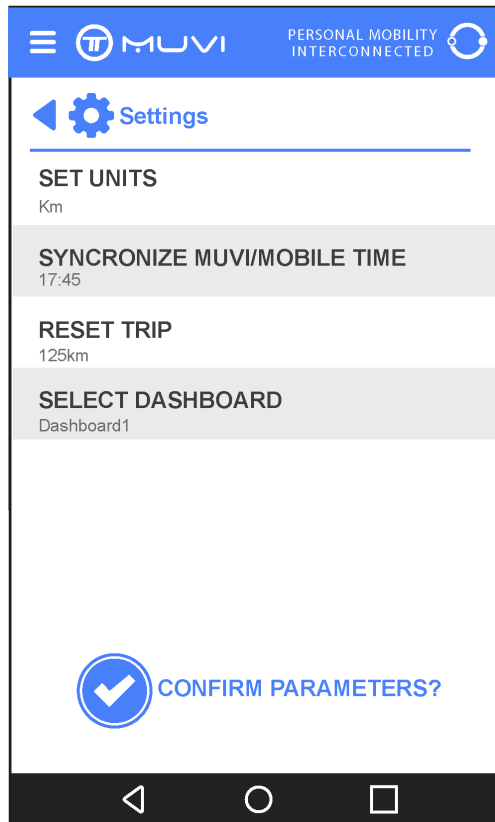 MUVI
PERSONAL MOBILITY
INTERCONNECTED
Settings
SET UNITS
Km
SYNCRONIZE MUVI/MOBILE TIME
17:45
RESET TRIP
125km
SELECT DASHBOARD
Dashboard1
CONFIRM PARAMETERS?